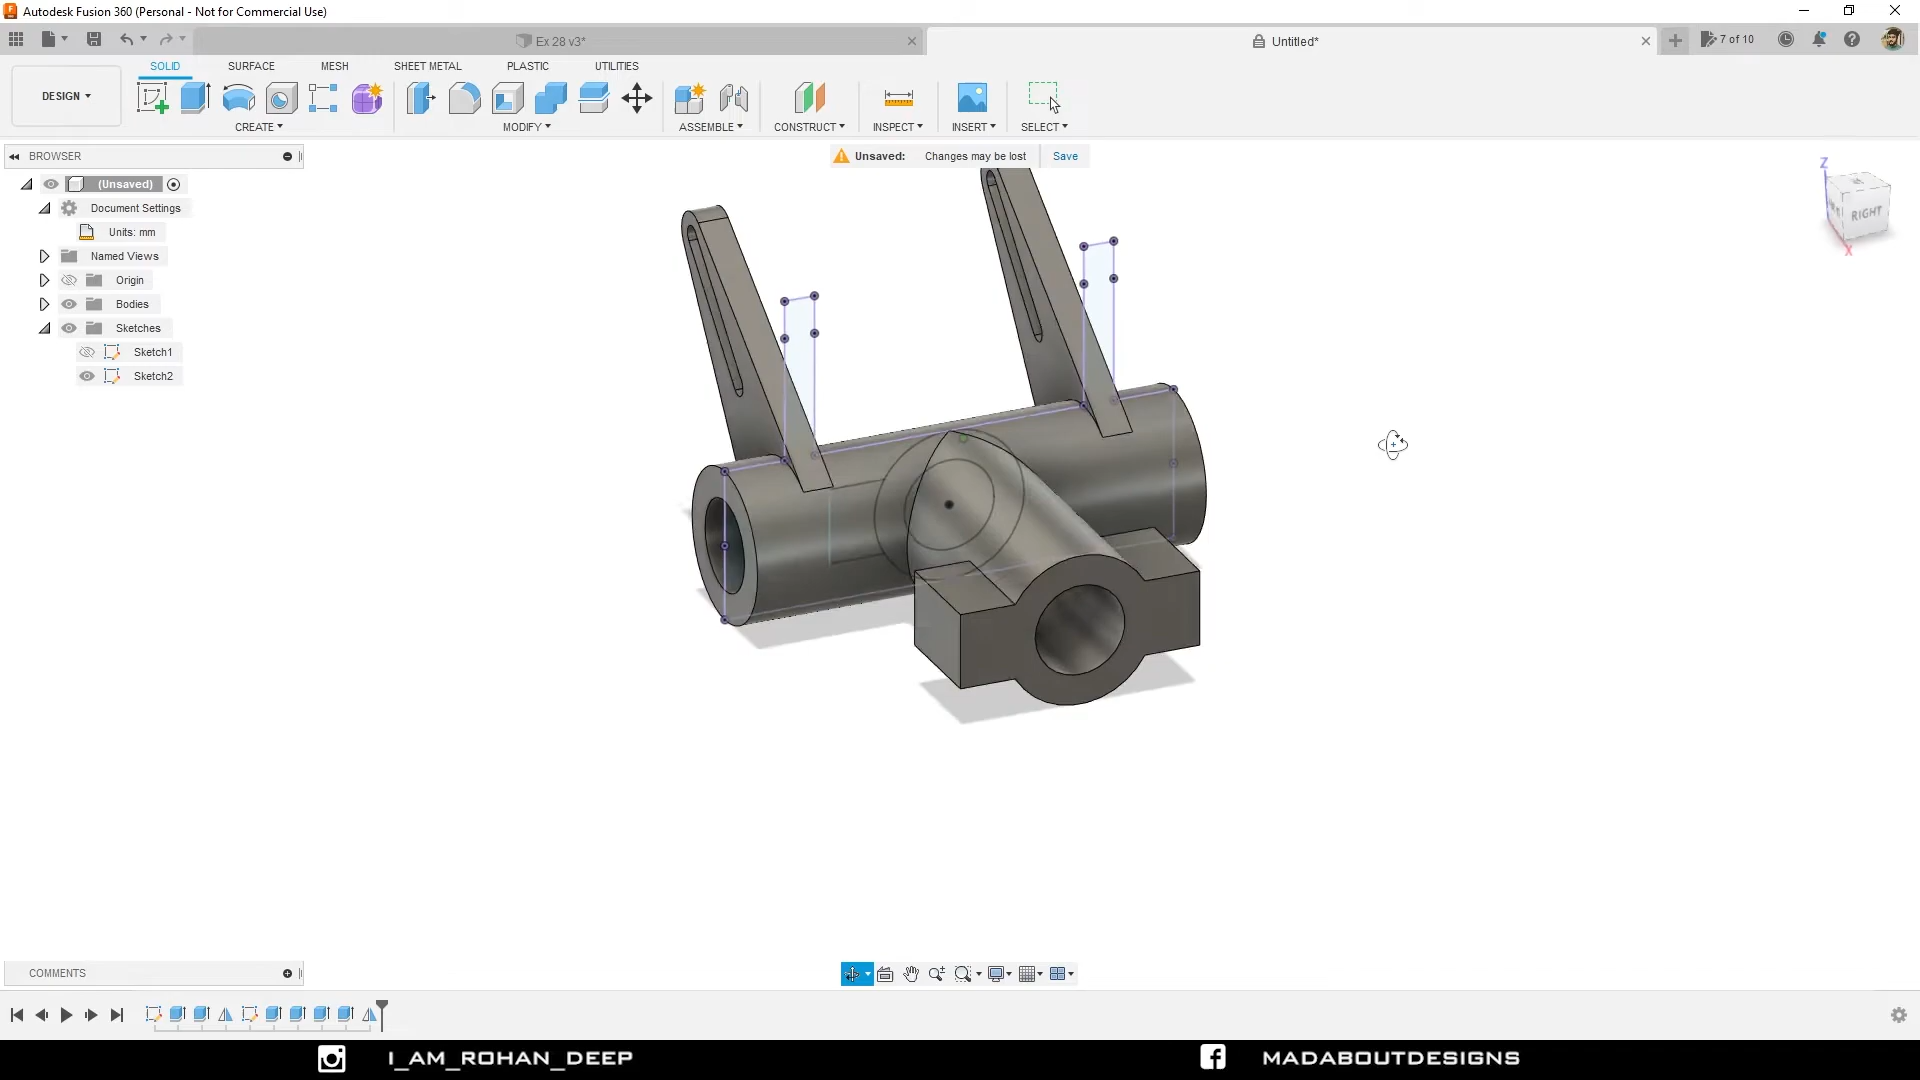 Autodesk Fusion 360 (Personal - Not for Commercial Use)
Ex 28 v3*
Untitled*
7 of 10
DESIGN
SOLID
SURFACE
MESH
SHEET METAL
PLASTIC
UTILITIES
CREATE
MODIFY
ASSEMBLE
CONSTRUCT
INSPECT
INSERT
SELECT
BROWSER
Unsaved: Changes may be lost Save
(Unsaved)
Document Settings
Units: mm
Named Views
Origin
Bodies
Sketches
Sketch1
Sketch2
Z
RIGHT
X
COMMENTS
I_AM_ROHAN_DEEP
MADABOUTDESIGNS